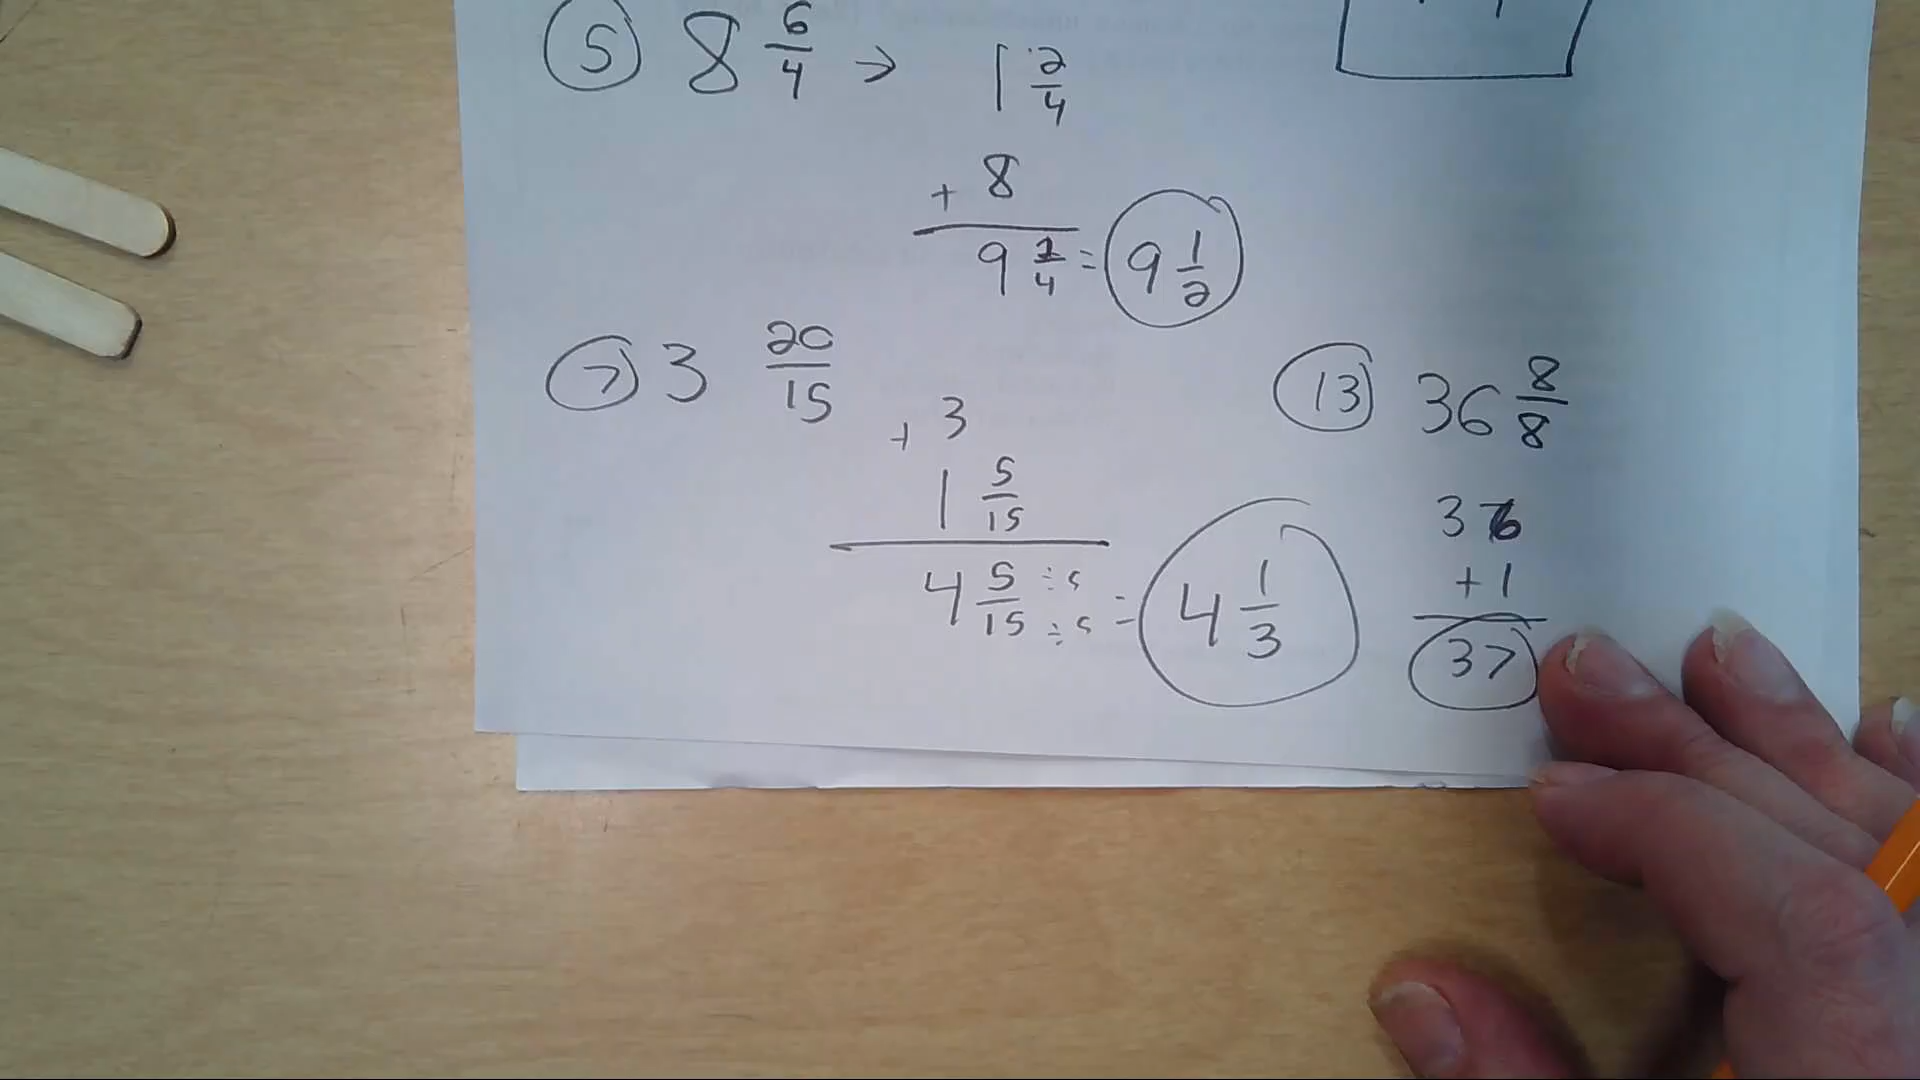 5 8 6/4 → 1 2/4
+ 8
9 2/4 = 9 1/2
7 3 20/15
+ 3
1 5/15
4 5/15 ÷5 ÷5 = 4 1/3
13 36 8/8
36
+1
37